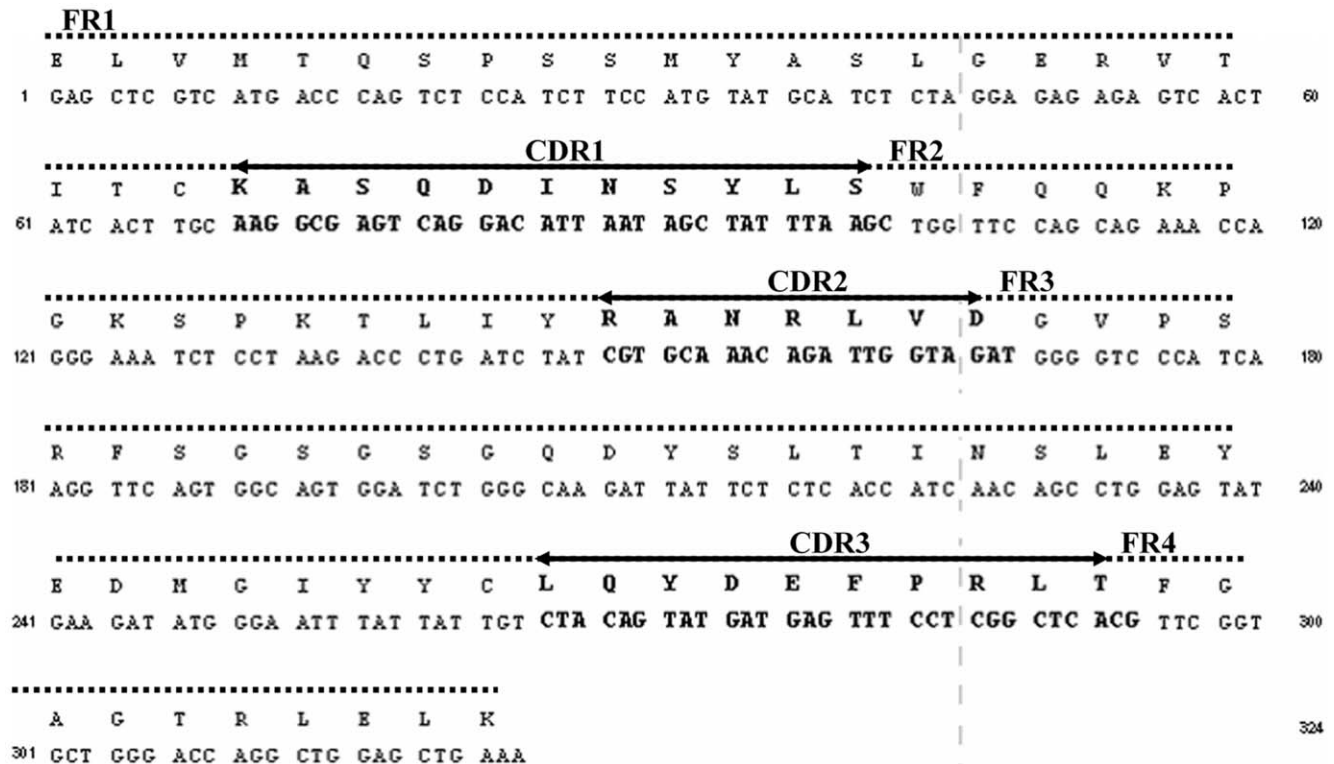 FR1
E L V M T Q S P S S M Y A S L G E R V T
1 GAG CTC GTC ATG ACC CAG TCT CCA TCT TCC ATG TAT GCA TCT CTA GGA GAG AGA GTC ACT 60
CDR1 FR2
I T C K A S Q D I N S Y L S W F Q Q K P
61 ATC ACT TGC AAG GCG AGT CAG GAC ATT AAT AGC TAT TTA AGC TGG TTC CAG CAG AAA CCA 120
CDR2 FR3
G K S P K T L I Y R A N R L V D G V P S
121 GGG AAA TCT CCT AAG ACC CTG ATC TAT CGT GCA AAC AGA TTG GTA GAT GGG GTC CCA TCA 180
R F S G S G S G Q D Y S L T I N S L E Y
181 AGG TTC AGT GGC AGT GGA TCT GGG CAA GAT TAT TCT CTC ACC ATC AAC AGC CTG GAG TAT 240
CDR3 FR4
E D M G I Y Y C L Q Y D E F P R L T F G
241 GAA GAT ATG GGA ATT TAT TAT TGT CTA CAG TAT GAT GAG TTT CCT CGG CTC ACG TTC GGT 300
A G T R L E L K 324
301 GCT GGG ACC AGG CTG GAG CTG AAA